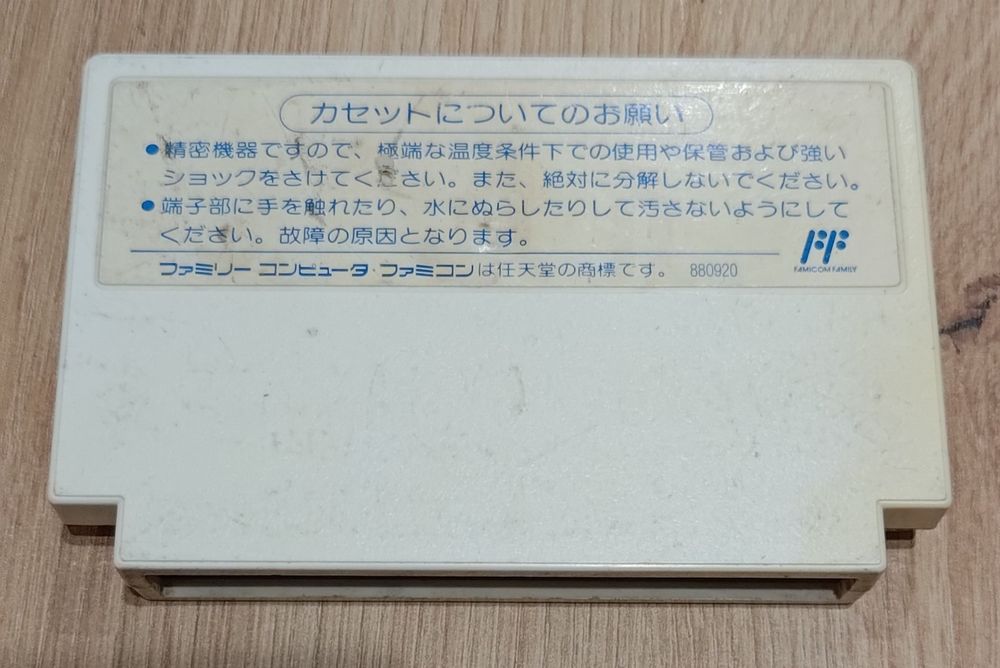 カセットについてのお願い
●精密機器ですので、極端な温度条件下での使用や保管および強い
ショックをさけてください。また、絶対に分解しないでください。
●端子部に手を触れたり、水にぬらしたりして汚さないようにして
ください。故障の原因となります。
ファミリーコンピュータ・ファミコンは任天堂の商標です。 880920
FAMICOM FAMILY